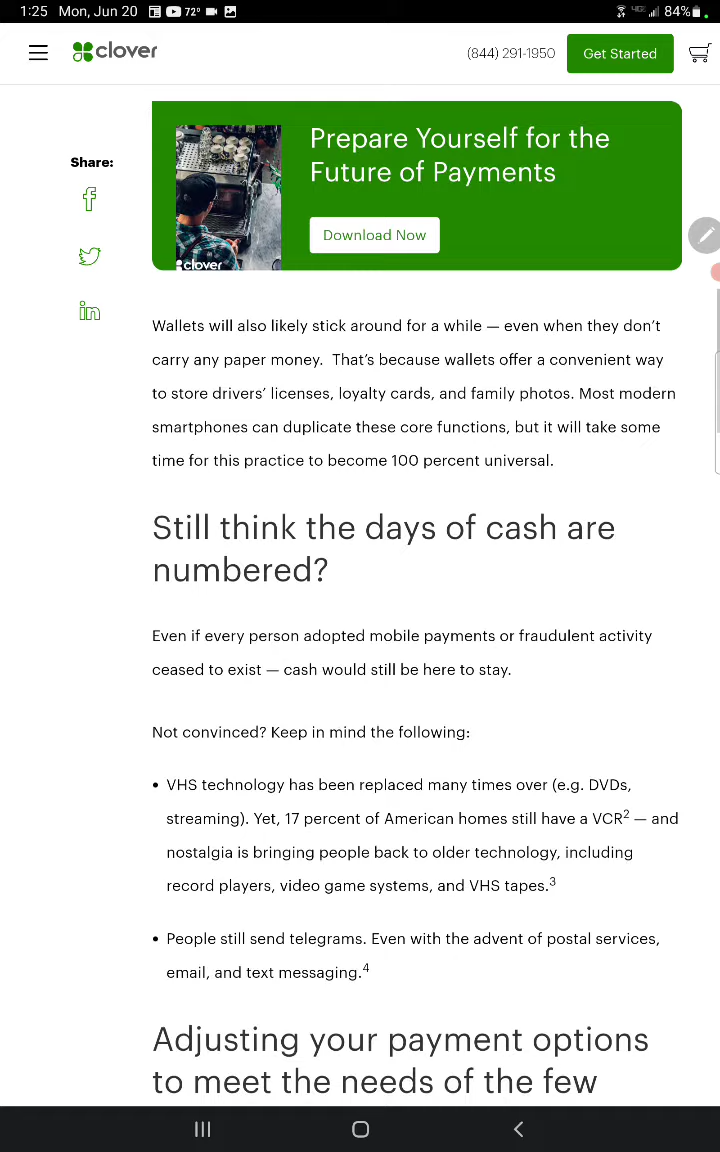 1:25 Mon, Jun 20 72°
84%
clover
(844) 291-1950
Get Started
Share:
Prepare Yourself for the
Future of Payments
Download Now
clover
Wallets will also likely stick around for a while — even when they don’t
carry any paper money.  That’s because wallets offer a convenient way
to store drivers’ licenses, loyalty cards, and family photos. Most modern
smartphones can duplicate these core functions, but it will take some
time for this practice to become 100 percent universal.
Still think the days of cash are
numbered?
Even if every person adopted mobile payments or fraudulent activity
ceased to exist — cash would still be here to stay.
Not convinced? Keep in mind the following:
• VHS technology has been replaced many times over (e.g. DVDs,
streaming). Yet, 17 percent of American homes still have a VCR² — and
nostalgia is bringing people back to older technology, including
record players, video game systems, and VHS tapes.³
• People still send telegrams. Even with the advent of postal services,
email, and text messaging.⁴
Adjusting your payment options
to meet the needs of the few